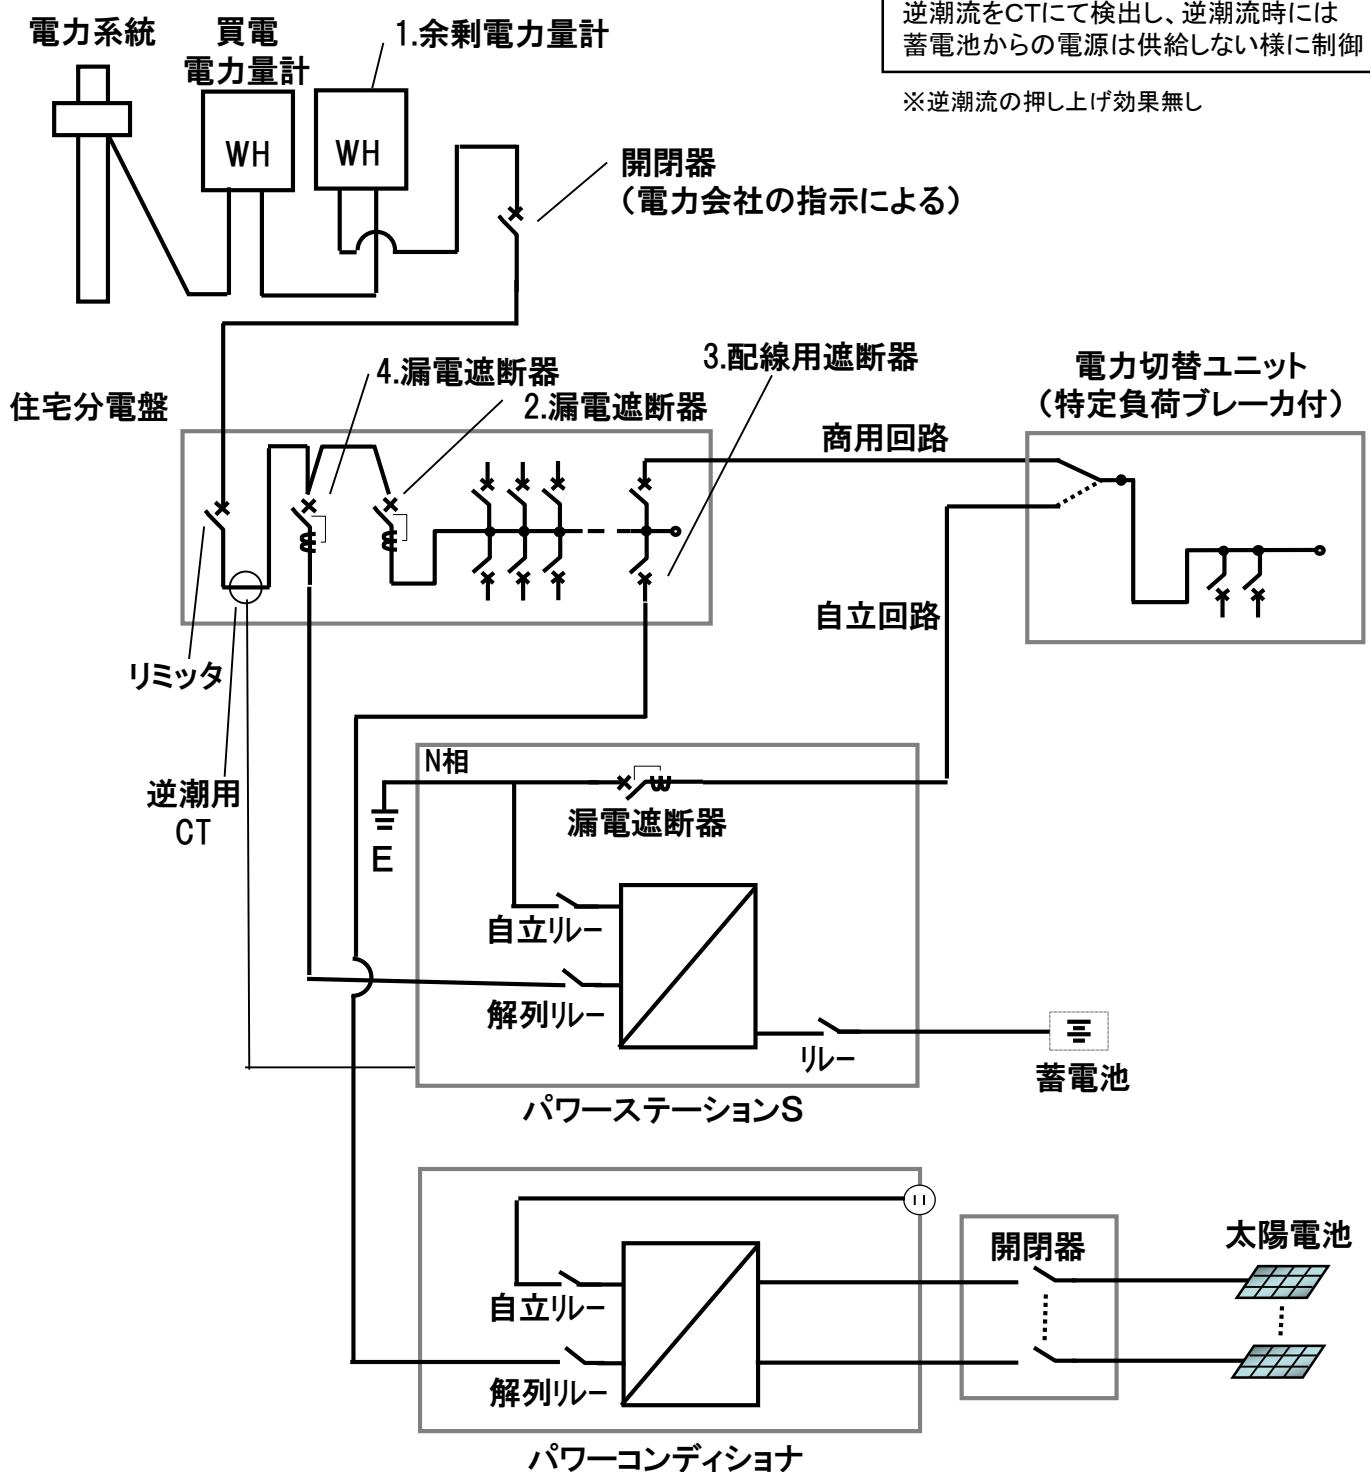 逆潮流をCTにて検出し、逆潮流時には
蓄電池からの電源は供給しない様に制御
※逆潮流の押し上げ効果無し
電力系統
買電
電力量計
1.余剰電力量計
WH
WH
開閉器
（電力会社の指示による）
住宅分電盤
4.漏電遮断器
2.漏電遮断器
3.配線用遮断器
電力切替ユニット
（特定負荷ブレーカ付）
商用回路
自立回路
リミッタ
逆潮用
CT
N相
E
漏電遮断器
自立リレー
解列リレー
リレー
蓄電池
パワーステーションS
自立リレー
解列リレー
開閉器
太陽電池
パワーコンディショナ